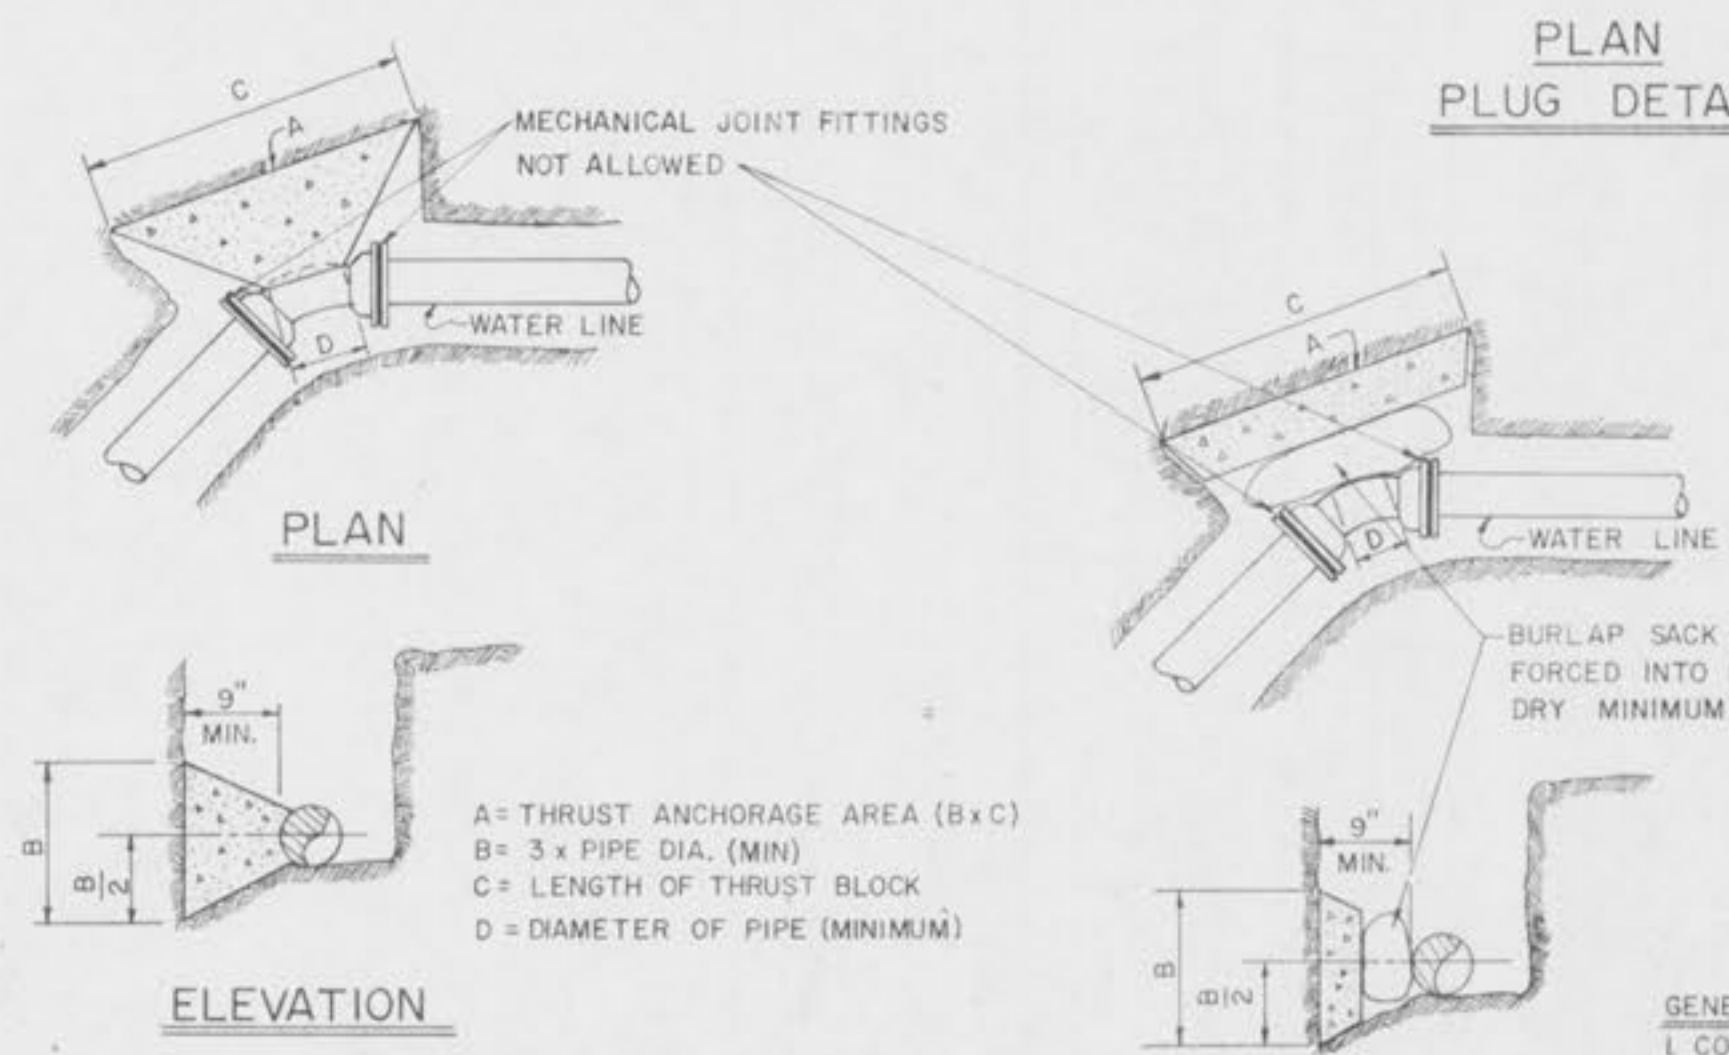 PLAN
PLUG DETA
C
A
MECHANICAL JOINT FITTINGS
NOT ALLOWED
WATER LINE
D
PLAN
C
A
D
WATER LINE
BURLAP SACK
FORCED INTO
DRY MINIMUM
9"
MIN.
B
B/2
A= THRUST ANCHORAGE AREA (B x C)
B= 3 x PIPE DIA. (MIN)
C= LENGTH OF THRUST BLOCK
D = DIAMETER OF PIPE (MINIMUM)
ELEVATION
9"
MIN.
B
B/2
GENE
1. CO